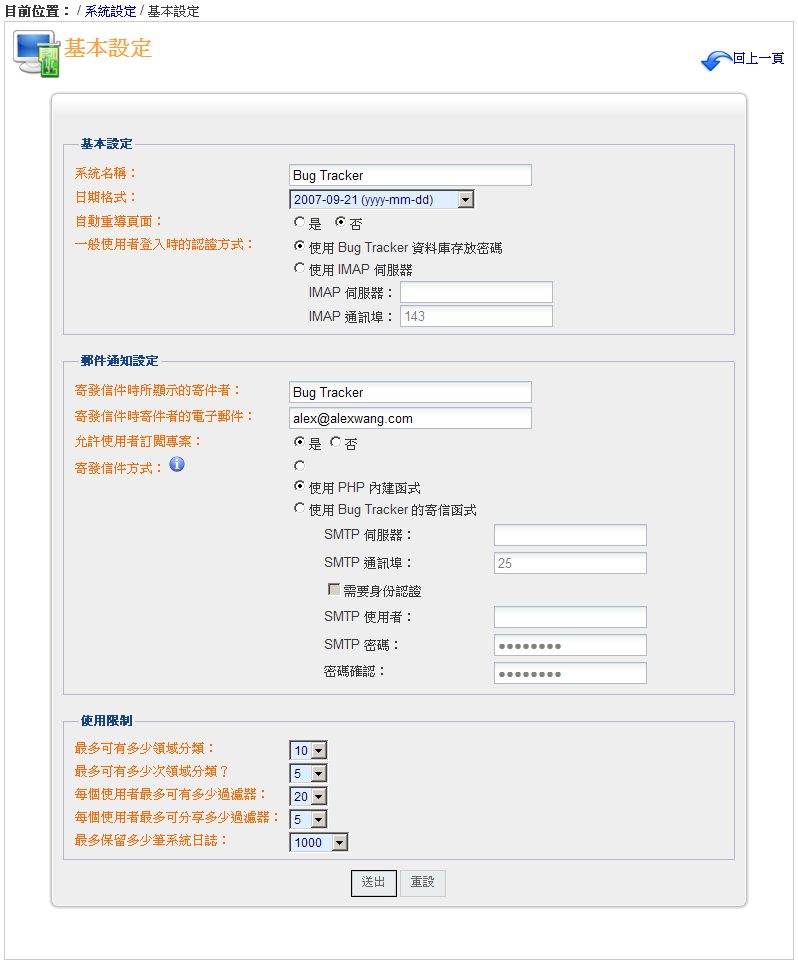 目前位置： / 系統設定 / 基本設定
基本設定
回上一頁
基本設定
系統名稱： Bug Tracker
日期格式： 2007-09-21 (yyyy-mm-dd)
自動重導頁面： 是 否
一般使用者登入時的認證方式： 使用 Bug Tracker 資料庫存放密碼
使用 IMAP 伺服器
IMAP 伺服器：
IMAP 通訊埠： 143
郵件通知設定
寄發信件時所顯示的寄件者： Bug Tracker
寄發信件時寄件者的電子郵件： alex@alexwang.com
允許使用者訂閱專案： 是 否
寄發信件方式：
使用 PHP 內建函式
使用 Bug Tracker 的寄信函式
SMTP 伺服器：
SMTP 通訊埠： 25
需要身份認證
SMTP 使用者：
SMTP 密碼： ●●●●●●●●
密碼確認： ●●●●●●●●
使用限制
最多可有多少領域分類： 10
最多可有多少次領域分類？ 5
每個使用者最多可有多少過濾器： 20
每個使用者最多可分享多少過濾器： 5
最多保留多少筆系統日誌： 1000
送出 重設